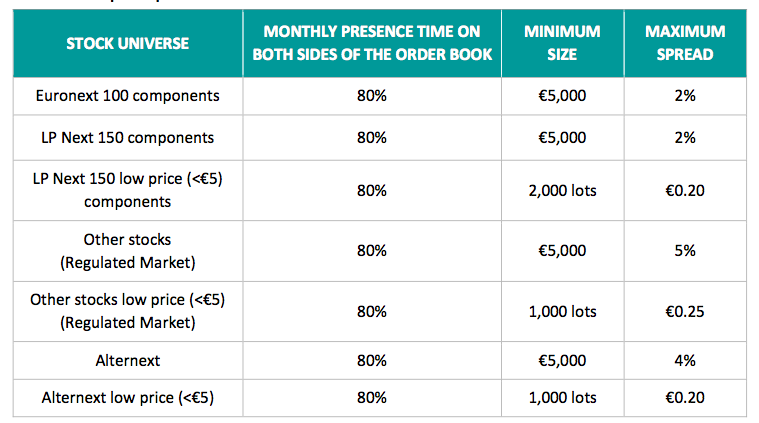 STOCK UNIVERSE
MONTHLY PRESENCE TIME ON
BOTH SIDES OF THE ORDER BOOK
MINIMUM
SIZE
MAXIMUM
SPREAD
Euronext 100 components
80%
€5,000
2%
LP Next 150 components
80%
€5,000
2%
LP Next 150 low price (<€5)
components
80%
2,000 lots
€0.20
Other stocks
(Regulated Market)
80%
€5,000
5%
Other stocks low price (<€5)
(Regulated Market)
80%
1,000 lots
€0.25
Alternext
80%
€5,000
4%
Alternext low price (<€5)
80%
1,000 lots
€0.20